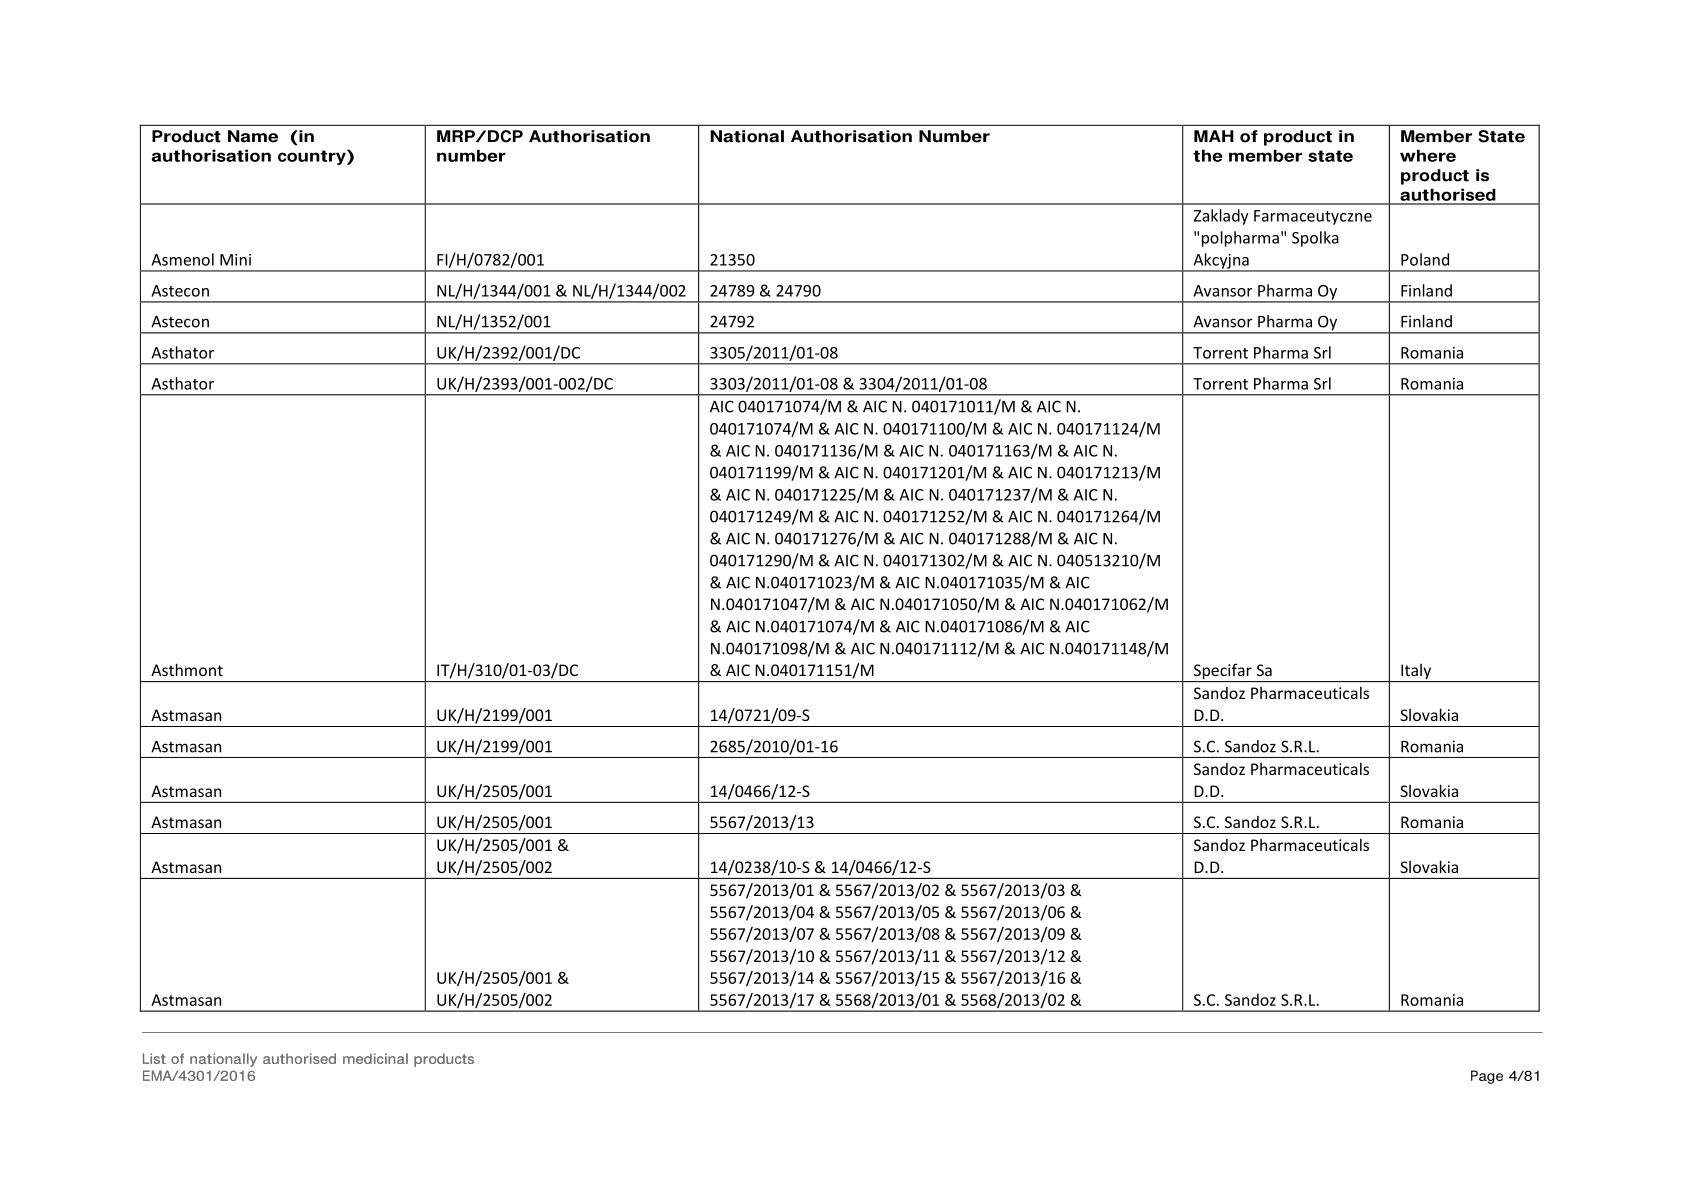 Product Name  (in
authorisation country)
MRP/DCP Authorisation
number
National Authorisation Number
MAH of product in
the member state
Member State
where
product is
authorised
Asmenol Mini
FI/H/0782/001
21350
Zaklady Farmaceutyczne
"polpharma" Spolka
Akcyjna
Poland
Astecon
NL/H/1344/001 & NL/H/1344/002
24789 & 24790
Avansor Pharma Oy
Finland
Astecon
NL/H/1352/001
24792
Avansor Pharma Oy
Finland
Asthator
UK/H/2392/001/DC
3305/2011/01-08
Torrent Pharma Srl
Romania
Asthator
UK/H/2393/001-002/DC
3303/2011/01-08 & 3304/2011/01-08
Torrent Pharma Srl
Romania
Asthmont
IT/H/310/01-03/DC
AIC 040171074/M & AIC N. 040171011/M & AIC N.
040171074/M & AIC N. 040171100/M & AIC N. 040171124/M
& AIC N. 040171136/M & AIC N. 040171163/M & AIC N.
040171199/M & AIC N. 040171201/M & AIC N. 040171213/M
& AIC N. 040171225/M & AIC N. 040171237/M & AIC N.
040171249/M & AIC N. 040171252/M & AIC N. 040171264/M
& AIC N. 040171276/M & AIC N. 040171288/M & AIC N.
040171290/M & AIC N. 040171302/M & AIC N. 040513210/M
& AIC N.040171023/M & AIC N.040171035/M & AIC
N.040171047/M & AIC N.040171050/M & AIC N.040171062/M
& AIC N.040171074/M & AIC N.040171086/M & AIC
N.040171098/M & AIC N.040171112/M & AIC N.040171148/M
& AIC N.040171151/M
Specifar Sa
Italy
Astmasan
UK/H/2199/001
14/0721/09-S
Sandoz Pharmaceuticals
D.D.
Slovakia
Astmasan
UK/H/2199/001
2685/2010/01-16
S.C. Sandoz S.R.L.
Romania
Astmasan
UK/H/2505/001
14/0466/12-S
Sandoz Pharmaceuticals
D.D.
Slovakia
Astmasan
UK/H/2505/001
5567/2013/13
S.C. Sandoz S.R.L.
Romania
Astmasan
UK/H/2505/001 &
UK/H/2505/002
14/0238/10-S & 14/0466/12-S
Sandoz Pharmaceuticals
D.D.
Slovakia
Astmasan
UK/H/2505/001 &
UK/H/2505/002
5567/2013/01 & 5567/2013/02 & 5567/2013/03 &
5567/2013/04 & 5567/2013/05 & 5567/2013/06 &
5567/2013/07 & 5567/2013/08 & 5567/2013/09 &
5567/2013/10 & 5567/2013/11 & 5567/2013/12 &
5567/2013/14 & 5567/2013/15 & 5567/2013/16 &
5567/2013/17 & 5568/2013/01 & 5568/2013/02 &
S.C. Sandoz S.R.L.
Romania
List of nationally authorised medicinal products
EMA/4301/2016
Page 4/81